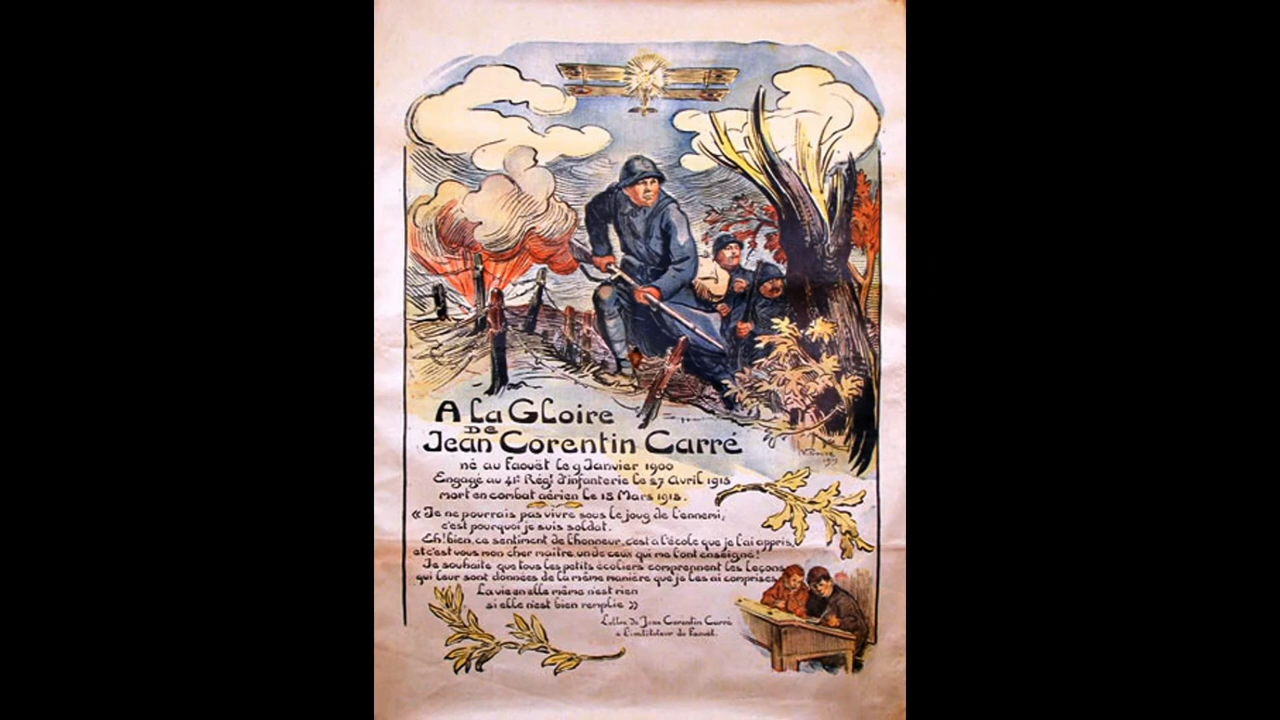 A La GLoire
DE
Jean Corentin Carré
né au Faouët le 9 Janvier 1900
Engagé au 41e Régt d'infanterie le 27 Avril 1915
mort en combat aérien le 18 Mars 1918.
« Je ne pourrais pas vivre sous le joug de l'ennemi,
c'est pourquoi je suis soldat.
Eh! bien, ce sentiment de l'honneur, c'est a l'école que je l'ai appris,
et c'est vous mon cher maître, un de ceux qui me l'ont enseigné!
Je souhaite que tous les petits écoliers comprennent les leçons
qui leur sont données de la même manière que je les ai comprises
La vie en elle même n'est rien
si elle n'est bien remplie »
Lettre de Jean Corentin Carré
a l'instituteur du Faouët.